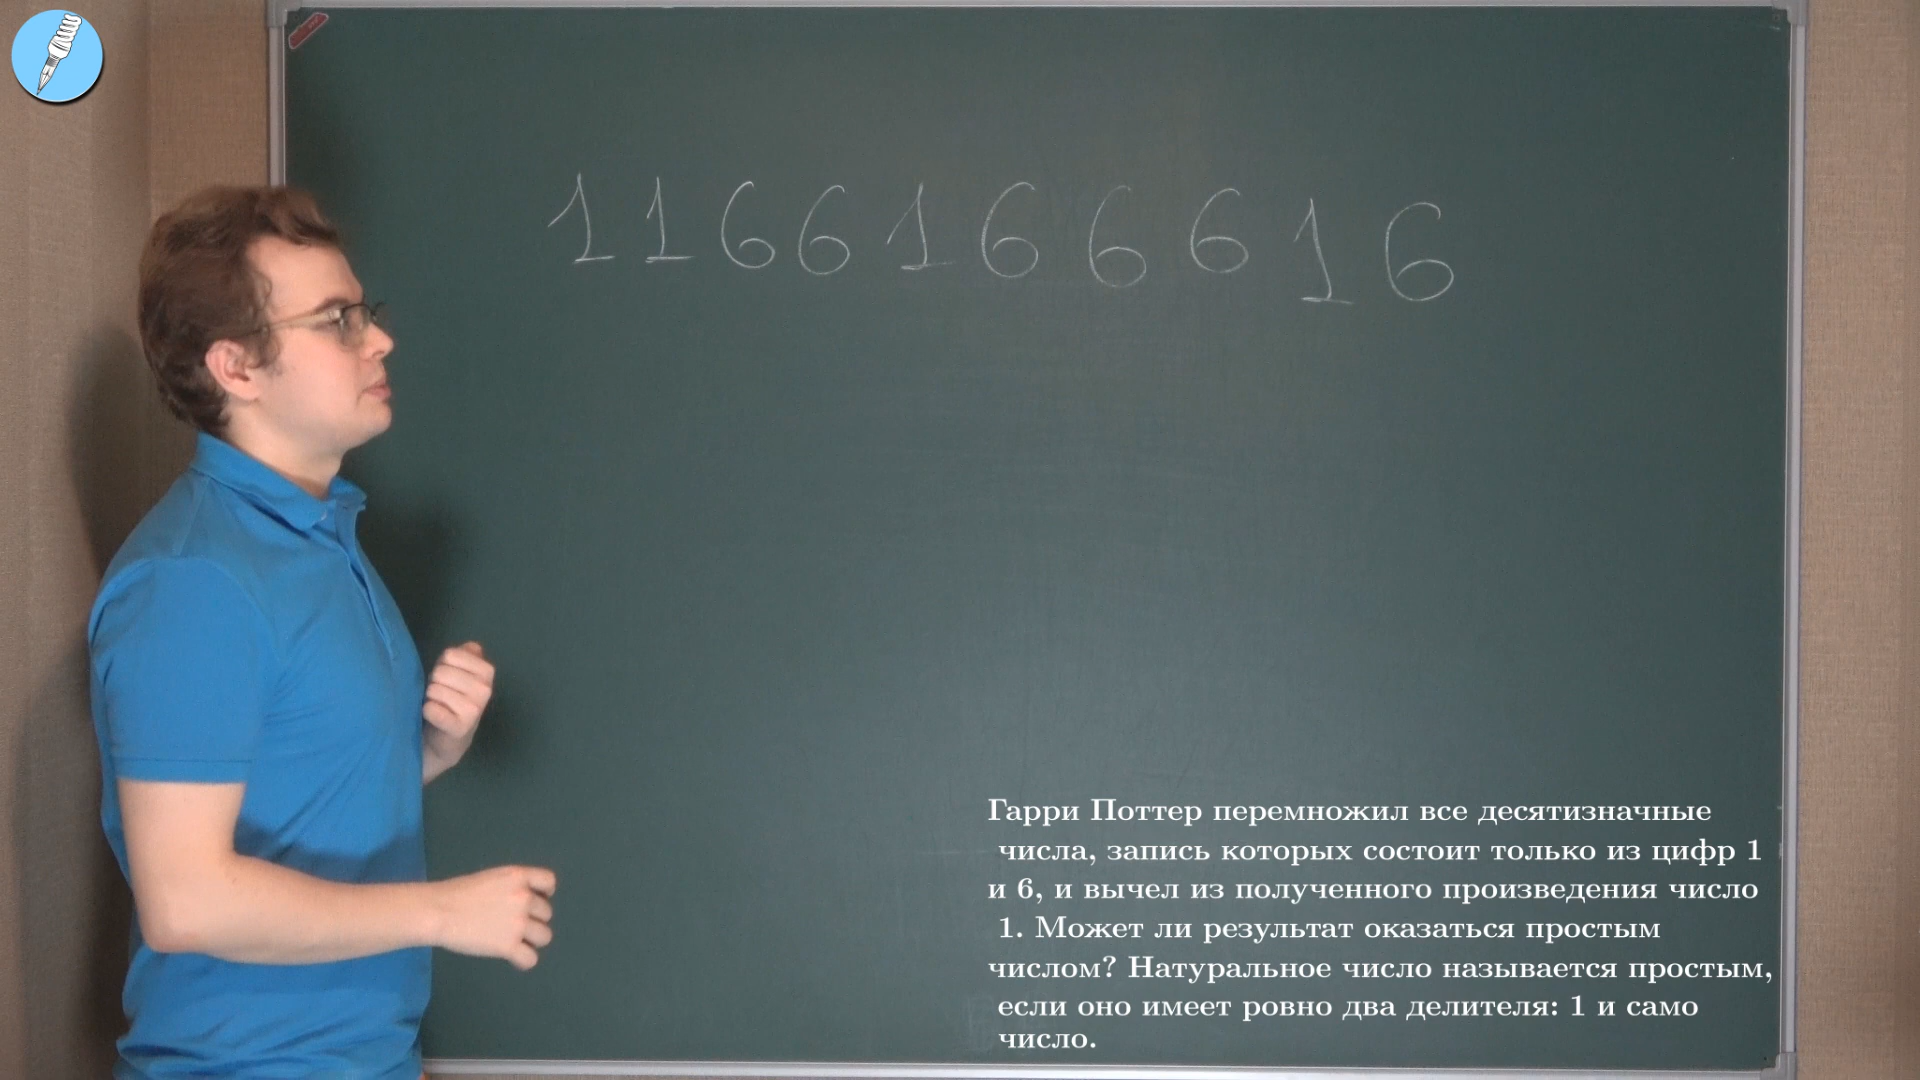 1166166616
Гарри Поттер перемножил все десятизначные
числа, запись которых состоит только из цифр 1
и 6, и вычел из полученного произведения число
1. Может ли результат оказаться простым
числом? Натуральное число называется простым,
если оно имеет ровно два делителя: 1 и само
число.